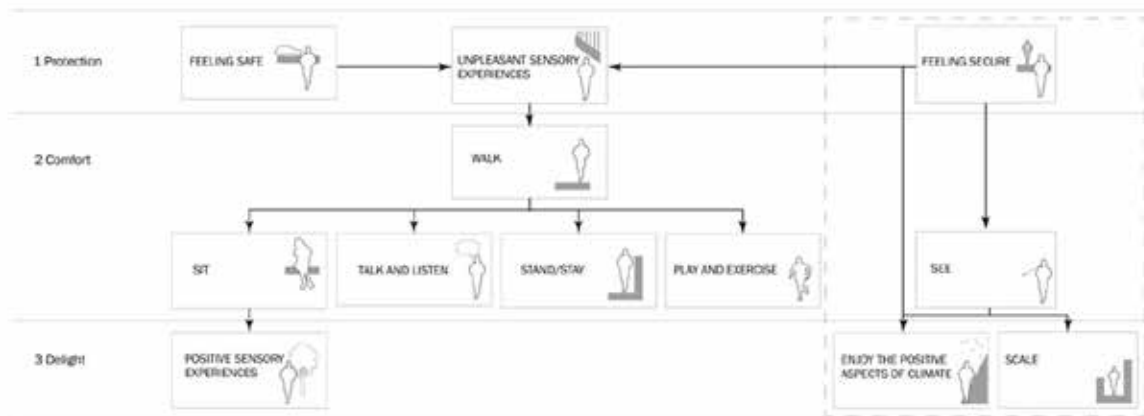 1 Protection
FEELING SAFE
UNPLEASANT SENSORY
EXPERIENCES
FEELING SECURE
2 Comfort
WALK
SIT
TALK AND LISTEN
STAND/STAY
PLAY AND EXERCISE
SEE
3 Delight
POSITIVE SENSORY
EXPERIENCES
ENJOY THE POSITIVE
ASPECTS OF CLIMATE
SCALE